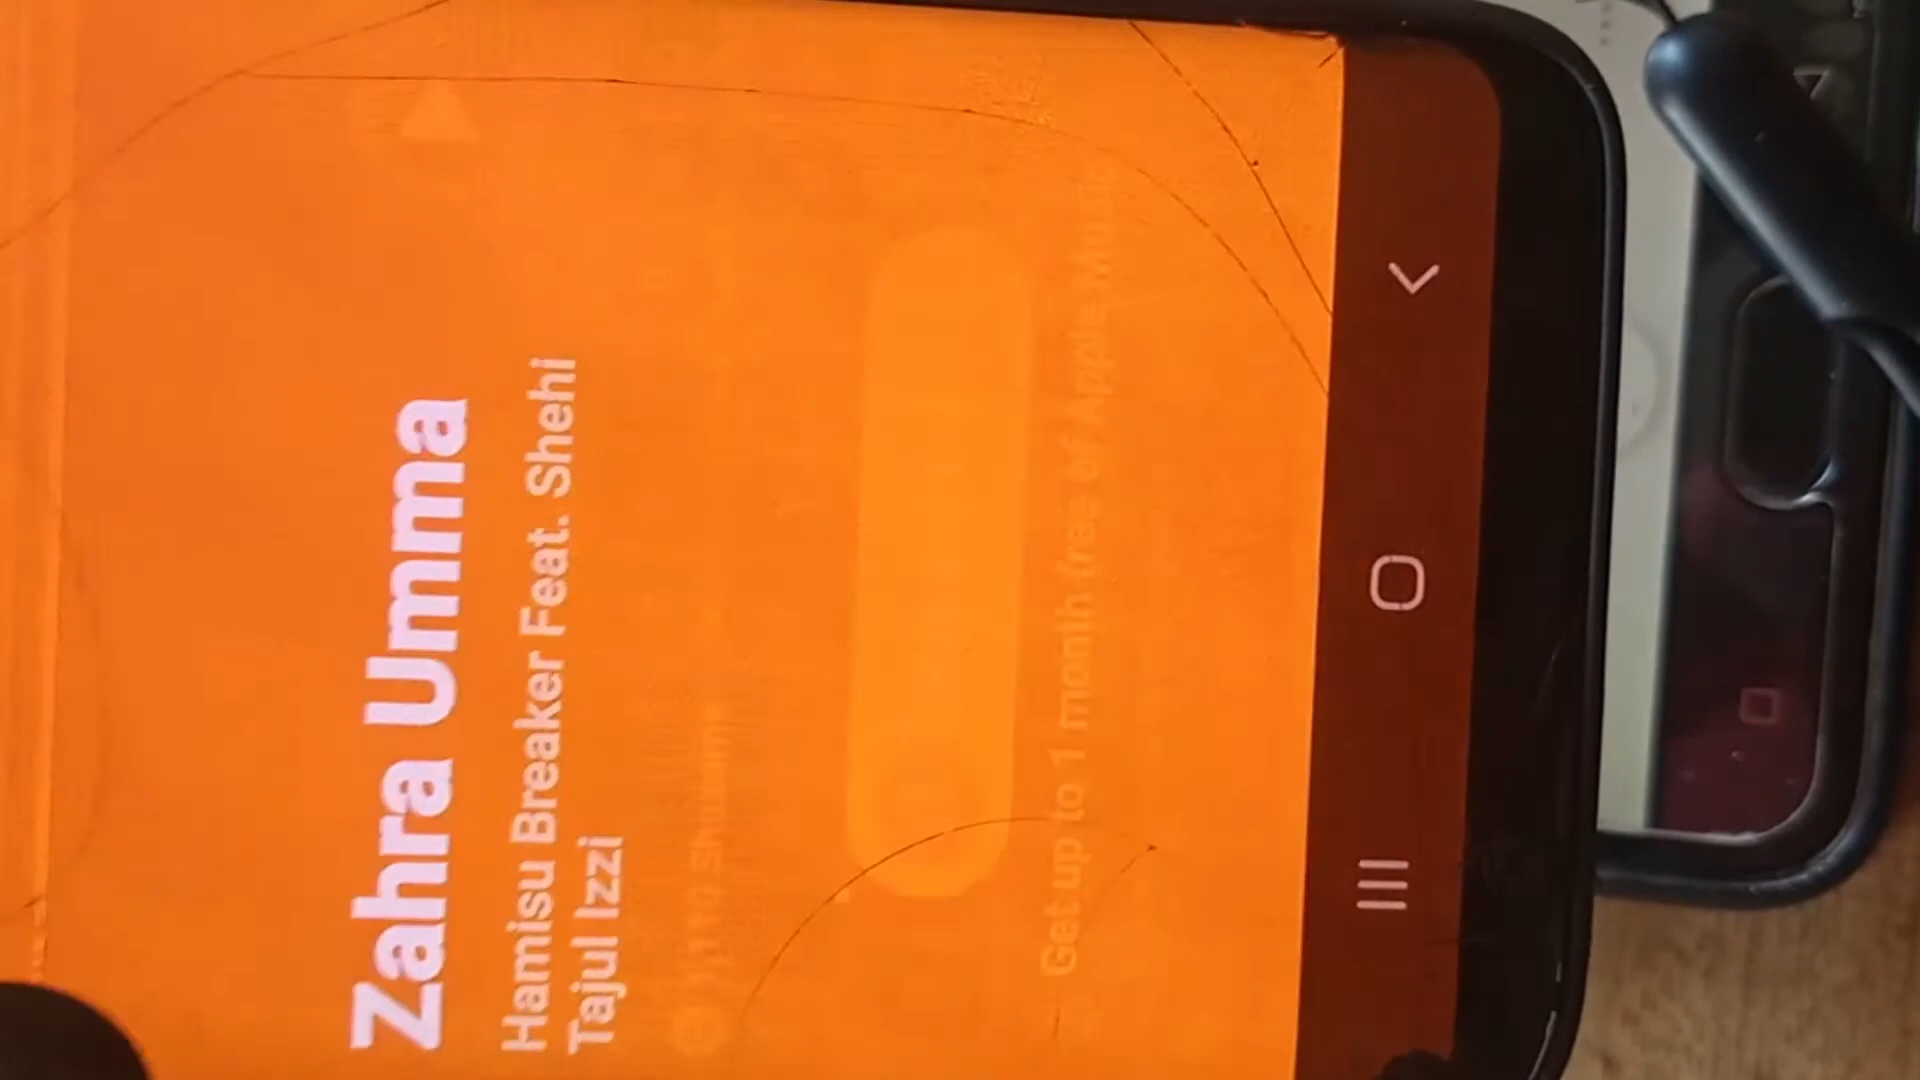 Zahra Umma
Hamisu Breaker Feat. Shehi
Tajul Izzi
Get up to 1 month free of Apple Music